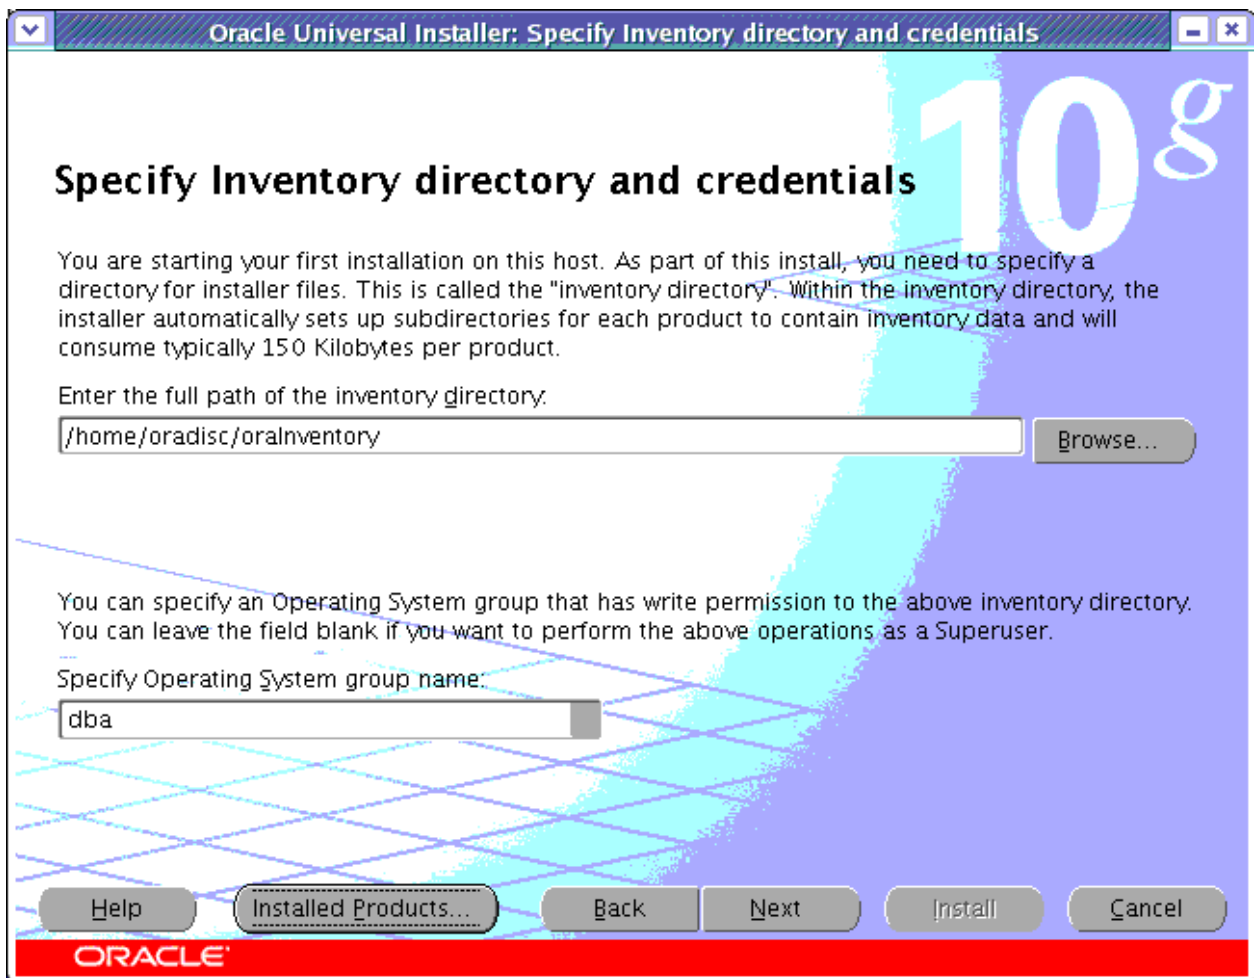 Oracle Universal Installer: Specify Inventory directory and credentials
10g
Specify Inventory directory and credentials
You are starting your first installation on this host. As part of this install, you need to specify a
directory for installer files. This is called the "inventory directory". Within the inventory directory, the
installer automatically sets up subdirectories for each product to contain inventory data and will
consume typically 150 Kilobytes per product.
Enter the full path of the inventory directory:
/home/oradisc/oraInventory
Browse...
You can specify an Operating System group that has write permission to the above inventory directory.
You can leave the field blank if you want to perform the above operations as a Superuser.
Specify Operating System group name:
dba
Help Installed Products... Back Next Install Cancel
ORACLE